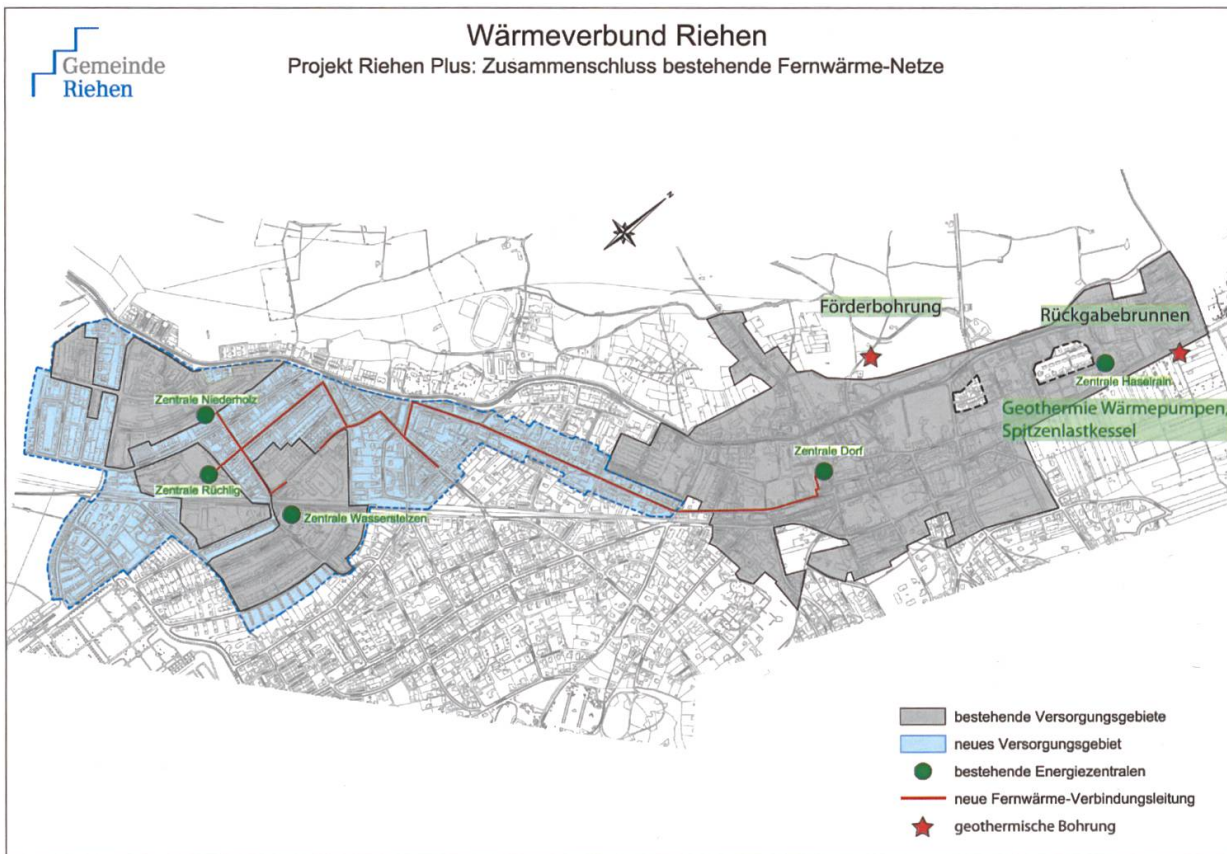 Gemeinde
Riehen
Wärmeverbund Riehen
Projekt Riehen Plus: Zusammenschluss bestehende Fernwärme-Netze
N
Förderbohrung
Rückgabebrunnen
Zentrale Haselrain
Geothermie Wärmepumpen,
Spitzenlastkessel
Zentrale Niederholz
Zentrale Dorf
Zentrale Rüchlig
Zentrale Wasserstelzen
bestehende Versorgungsgebiete
neues Versorgungsgebiet
bestehende Energiezentralen
neue Fernwärme-Verbindungsleitung
geothermische Bohrung